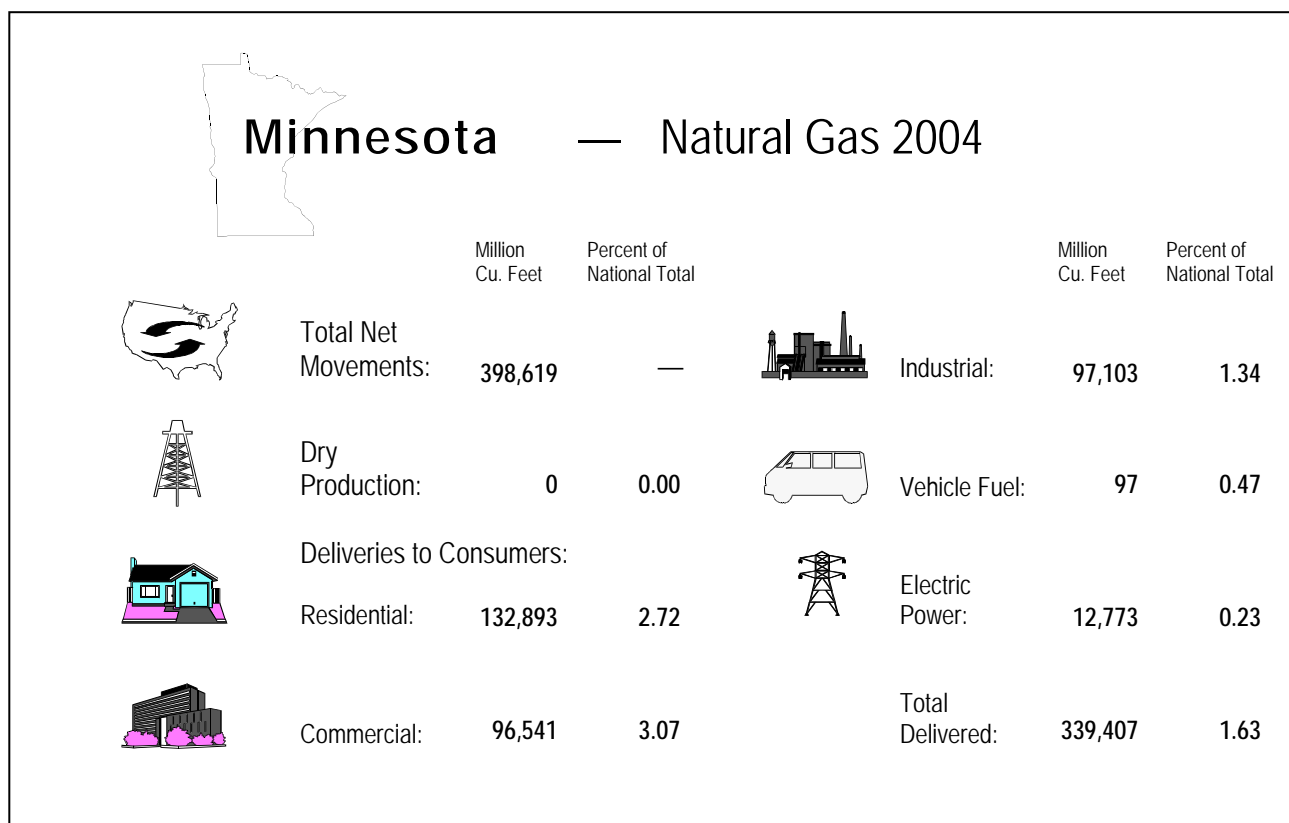 Minnesota — Natural Gas 2004
Million Percent of
Cu. Feet National Total
Total Net
Movements: 398,619 —
Dry
Production: 0 0.00
Deliveries to Consumers:
Residential: 132,893 2.72
Commercial: 96,541 3.07
Million Percent of
Cu. Feet National Total
Industrial: 97,103 1.34
Vehicle Fuel: 97 0.47
Electric
Power: 12,773 0.23
Total
Delivered: 339,407 1.63